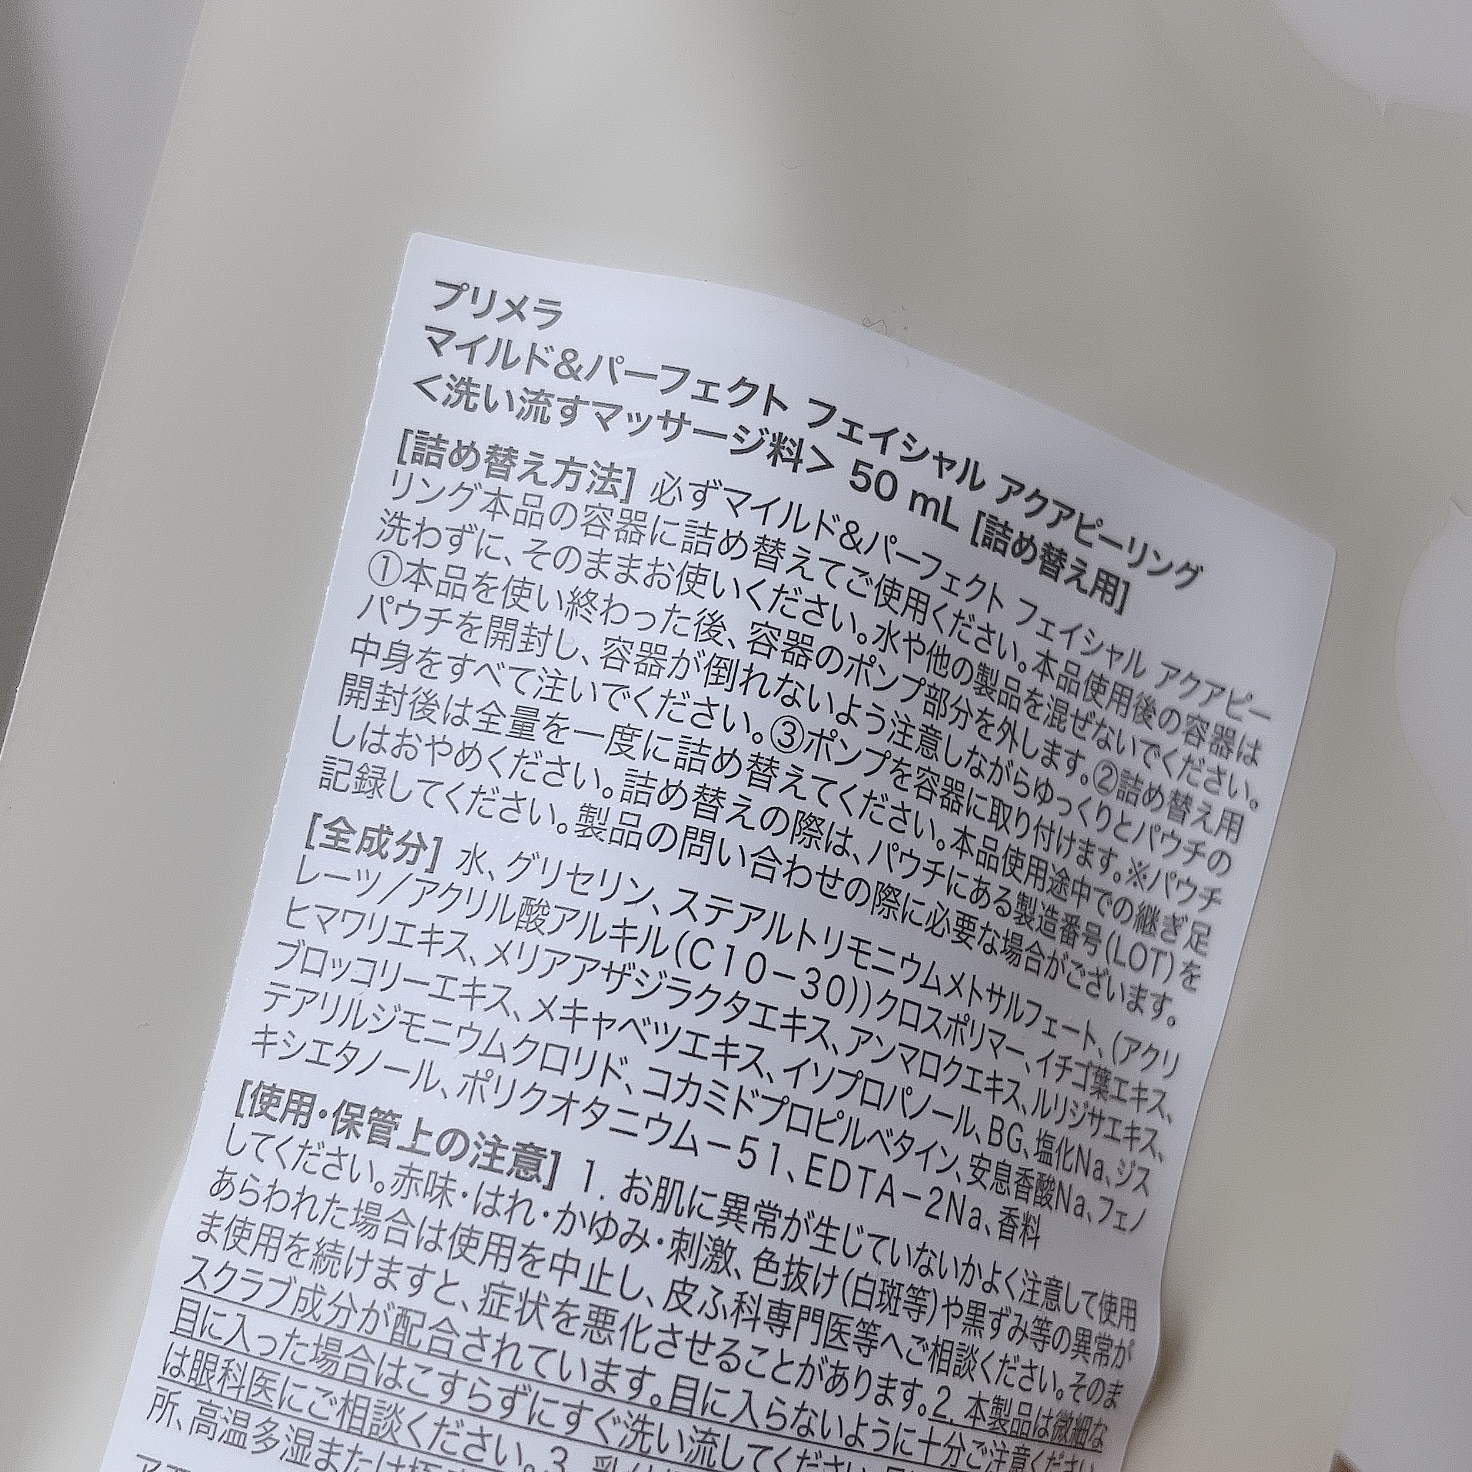 プリメラ
マイルド&パーフェクト フェイシャル アクアピーリング
<洗い流すマッサージ料> 50 mL [詰め替え用]
[詰め替え方法] 必ずマイルド&パーフェクト フェイシャル アクアピー
リング本品の容器に詰め替えてご使用ください。本品使用後の容器は
洗わずに、そのままお使いください。水や他の製品を混ぜないでください。
①本品を使い終わった後、容器のポンプ部分を外します。②詰め替え用
パウチを開封し、容器が倒れないよう注意しながらゆっくりとパウチの
中身をすべて注いでください。③ポンプを容器に取り付けます。※パウチ
開封後は全量を一度に詰め替えてください。本品使用途中での継ぎ足
しはおやめください。詰め替えの際は、パウチにある製造番号(LOT)を
記録してください。製品の問い合わせの際に必要な場合がございます。
[全成分] 水、グリセリン、ステアルトリモニウムメトサルフェート、(アクリ
レーツ/アクリル酸アルキル(C10-30))クロスポリマー、イチゴ葉エキス、
ヒマワリエキス、メリアアザジラクタエキス、アンマロクエキス、ルリジサエキス、
ブロッコリーエキス、メキャベツエキス、イソプロパノール、BG、塩化Na、ジス
テアリルジモニウムクロリド、コカミドプロピルベタイン、安息香酸Na、フェノ
キシエタノール、ポリクオタニウム-51、EDTA-2Na、香料
[使用・保管上の注意] 1. お肌に異常が生じていないかよく注意して使用
してください。赤味・はれ・かゆみ・刺激、色抜け(白斑等)や黒ずみ等の異常が
あらわれた場合は使用を中止し、皮ふ科専門医等へご相談ください。そのま
ま使用を続けますと、症状を悪化させることがあります。2. 本製品は微細な
スクラブ成分が配合されています。目に入らないように十分ご注意ください。
目に入った場合はこすらずにすぐ洗い流してください。
は眼科医にご相談ください。3.
所、高温多湿または